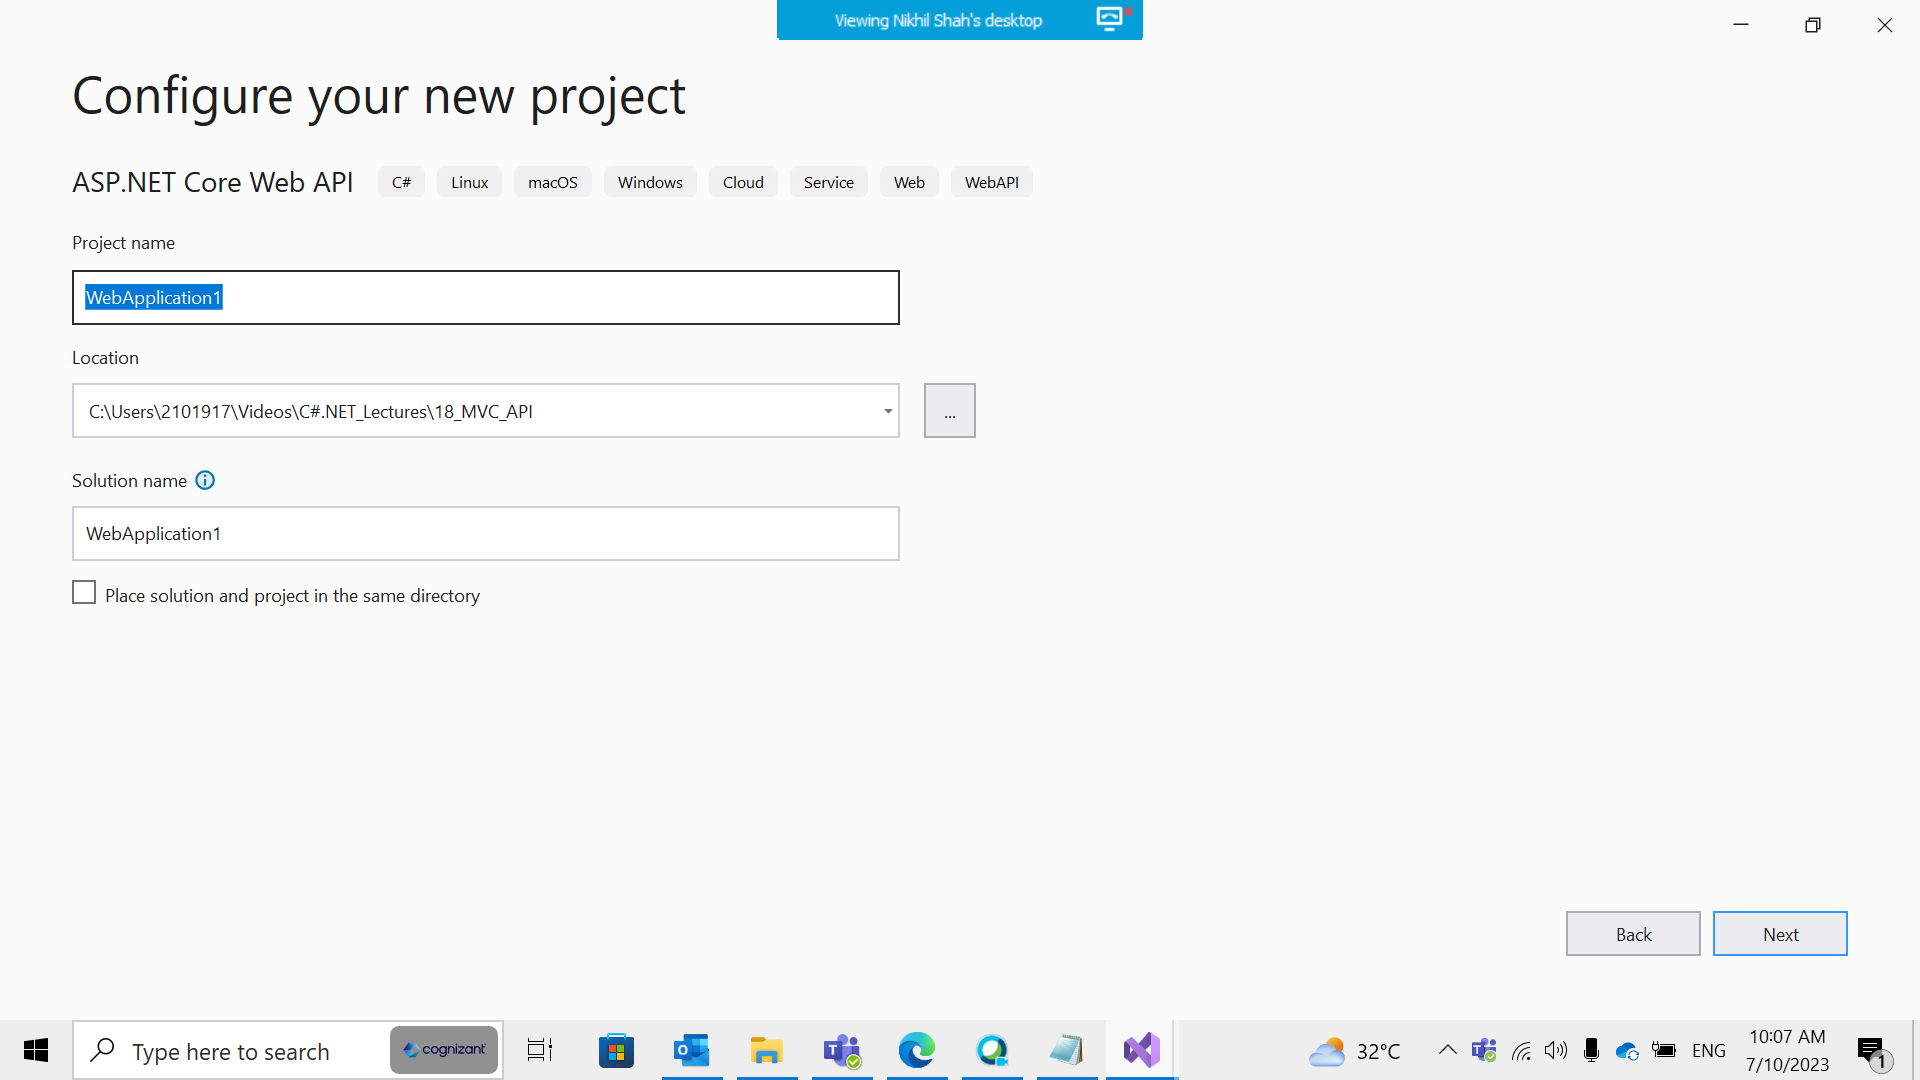 Viewing Nikhil Shah's desktop
Configure your new project
ASP.NET Core Web API C# Linux macOS Windows Cloud Service Web WebAPI
Project name
WebApplication1
Location
C:\Users\2101917\Videos\C#.NET_Lectures\18_MVC_API
...
Solution name
WebApplication1
Place solution and project in the same directory
Back Next
Type here to search cognizant
32°C ENG 10:07 AM
7/10/2023
1